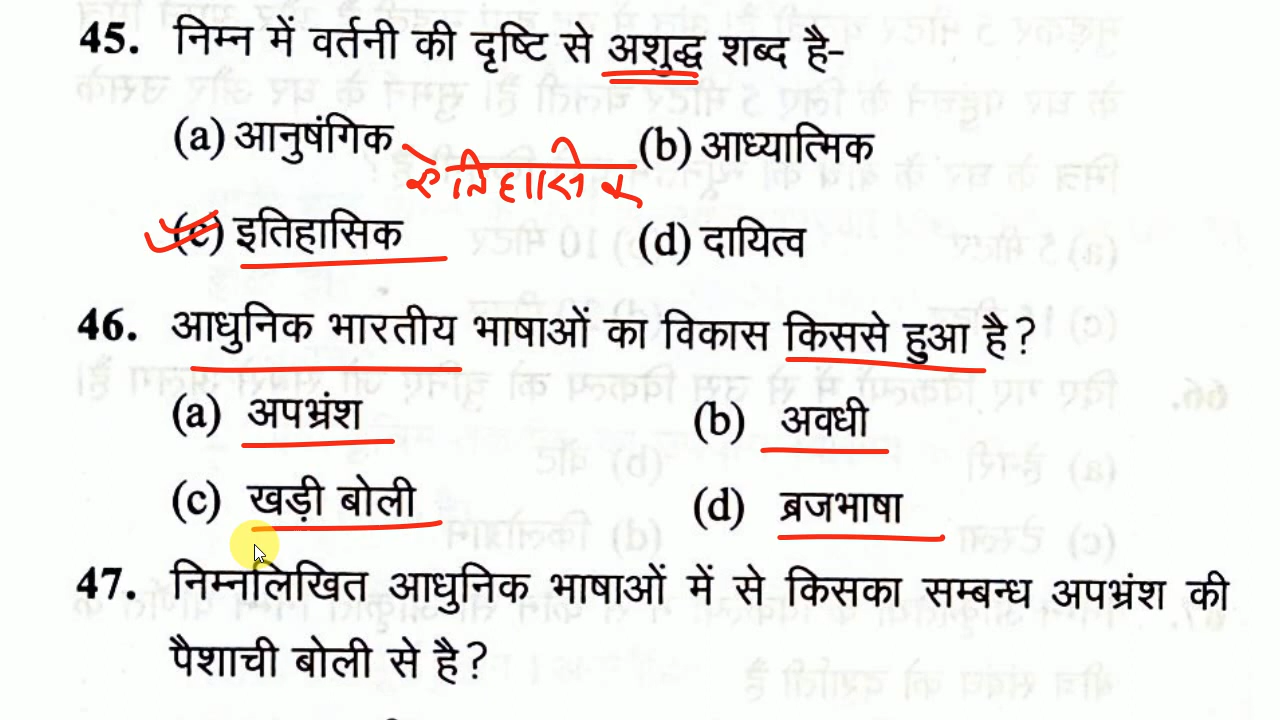 45. निम्न में वर्तनी की दृष्टि से अशुद्ध शब्द है-
(a) आनुषंगिक (b) आध्यात्मिक
ऐतिहासिक
(c) इतिहासिक (d) दायित्व
46. आधुनिक भारतीय भाषाओं का विकास किससे हुआ है?
(a) अपभ्रंश (b) अवधी
(c) खड़ी बोली (d) ब्रजभाषा
47. निम्नलिखित आधुनिक भाषाओं में से किसका सम्बन्ध अपभ्रंश की
पैशाची बोली से है?